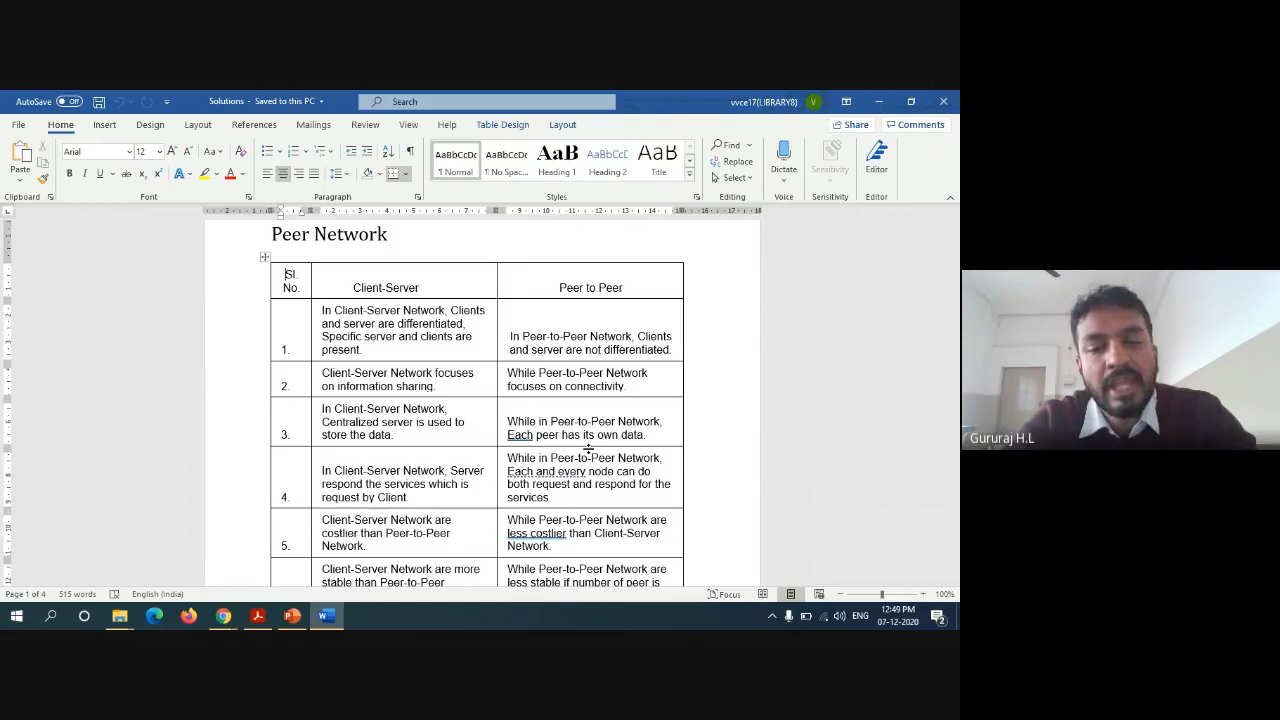 AutoSave Off
Solutions - Saved to this PC
Search
vvce17(LIBRARY8) V
File Home Insert Design Layout References Mailings Review View Help Table Design Layout
Share Comments
Paste
Clipboard
Arial 12
Font
Paragraph
AaBbCcDc AaBbCcDc AaBbC AaBbCcC AaB
¶ Normal ¶ No Spac... Heading 1 Heading 2 Title
Styles
Find
Replace
Select
Editing
Dictate
Voice
Sensitivity
Sensitivity
Editor
Editor
Peer Network
Sl.
No.
Client-Server
Peer to Peer
1.
In Client-Server Network, Clients
and server are differentiated,
Specific server and clients are
present.
In Peer-to-Peer Network, Clients
and server are not differentiated.
2.
Client-Server Network focuses
on information sharing.
While Peer-to-Peer Network
focuses on connectivity.
3.
In Client-Server Network,
Centralized server is used to
store the data.
While in Peer-to-Peer Network,
Each peer has its own data.
4.
In Client-Server Network, Server
respond the services which is
request by Client.
While in Peer-to-Peer Network,
Each and every node can do
both request and respond for the
services.
5.
Client-Server Network are
costlier than Peer-to-Peer
Network.
While Peer-to-Peer Network are
less costlier than Client-Server
Network.
Client-Server Network are more
stable than Peer-to-Peer
While Peer-to-Peer Network are
less stable if number of peer is
Page 1 of 4 515 words English (India) Focus 100%
ENG 12:49 PM
07-12-2020
2
Gururaj H.L